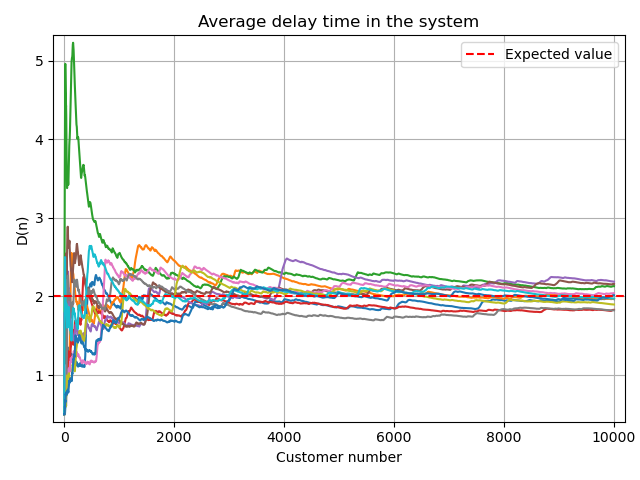 Average delay time in the system
Expected value
D(n)
5
4
3
2
1
0 2000 4000 6000 8000 10000
Customer number